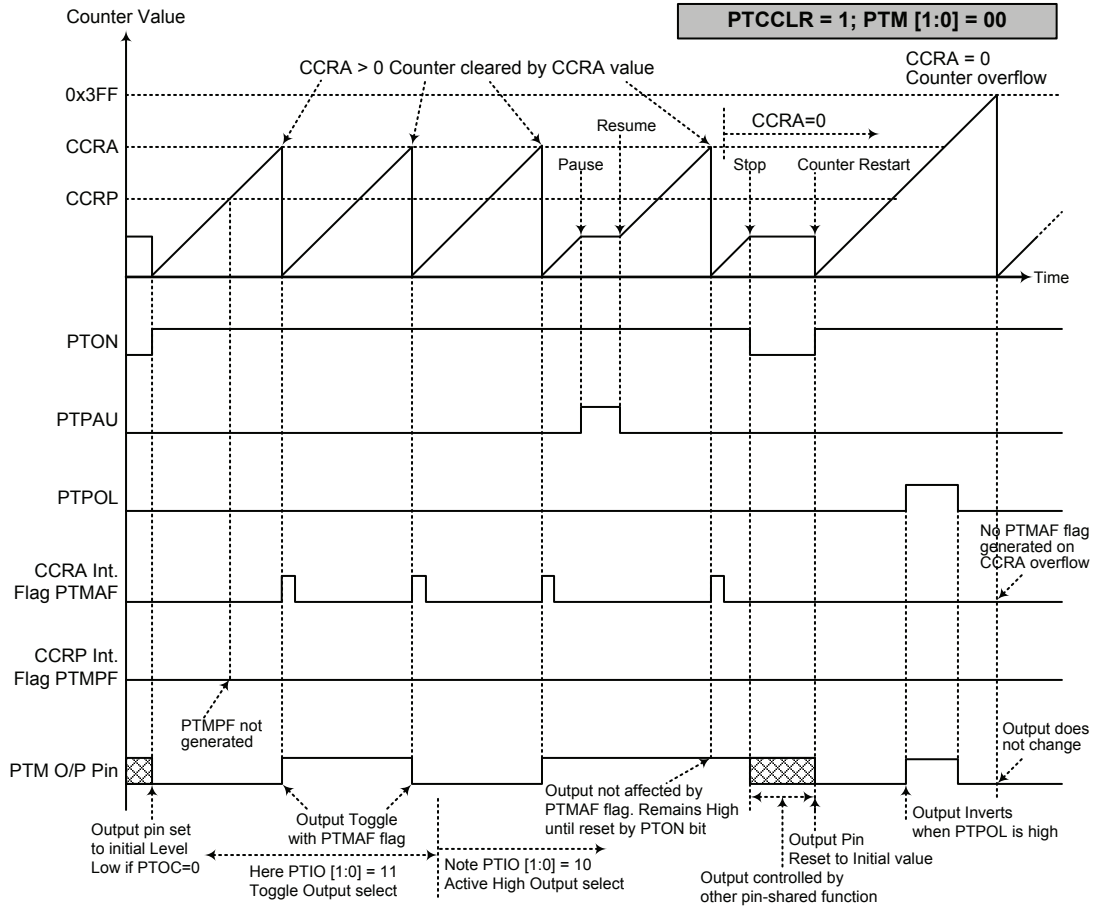 Counter Value
PTCCLR = 1; PTM [1:0] = 00
CCRA = 0
Counter overflow
CCRA > 0 Counter cleared by CCRA value
0x3FF
CCRA=0
Resume
CCRA
Pause
Stop
Counter Restart
CCRP
Time
PTON
PTPAU
PTPOL
No PTMAF flag
generated on
CCRA overflow
CCRA Int.
Flag PTMAF
CCRP Int.
Flag PTMPF
PTMPF not
generated
Output does
not change
PTM O/P Pin
Output pin set
to initial Level
Low if PTOC=0
Output Toggle
with PTMAF flag
Output not affected by
PTMAF flag. Remains High
until reset by PTON bit
Output Inverts
when PTPOL is high
Output Pin
Reset to Initial value
Here PTIO [1:0] = 11
Toggle Output select
Note PTIO [1:0] = 10
Active High Output select
Output controlled by
other pin-shared function